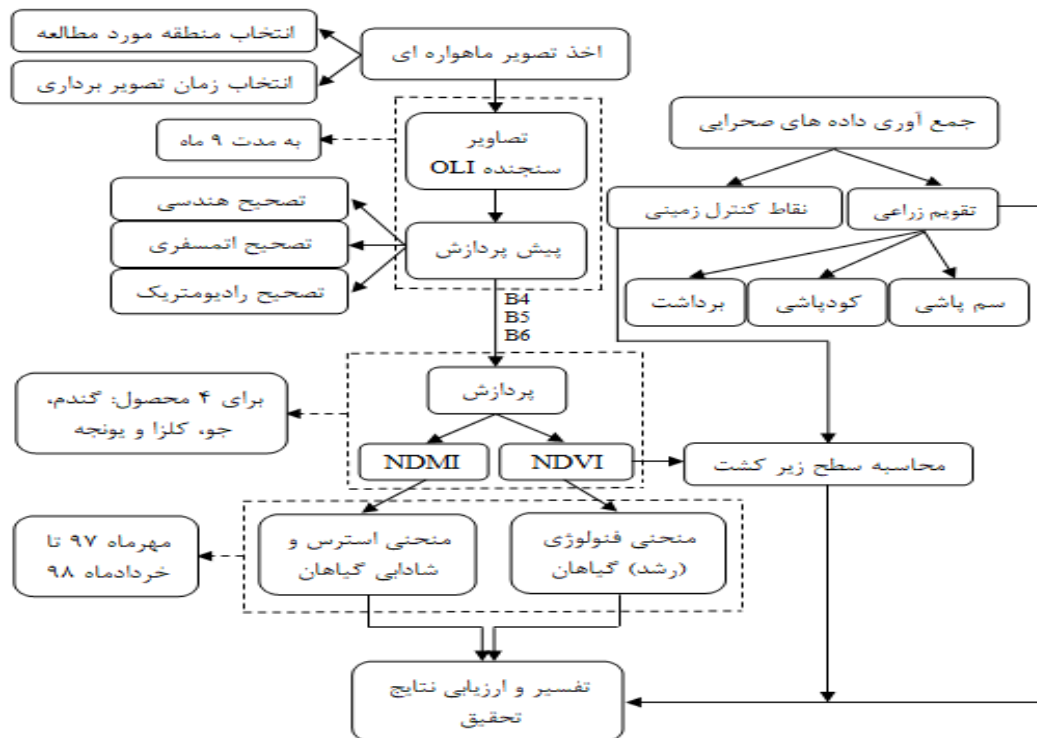 اخذ تصویر ماهواره ای
انتخاب منطقه مورد مطالعه
انتخاب زمان تصویر برداری
تصاویر
سنجنده OLI
به مدت ۹ ماه
پیش پردازش
تصحیح هندسی
تصحیح اتمسفری
تصحیح رادیومتریک
جمع آوری داده های صحرایی
تقویم زراعی
نقاط کنترل زمینی
سم پاشی
کودپاشی
برداشت
B4
B5
B6
پردازش
برای ۴ محصول: گندم،
جو، کلزا و یونجه
NDVI
NDMI
محاسبه سطح زیر کشت
منحنی فنولوژی
(رشد) گیاهان
منحنی استرس و
شادابی گیاهان
مهرماه ۹۷ تا
خردادماه ۹۸
تفسیر و ارزیابی نتایج
تحقیق